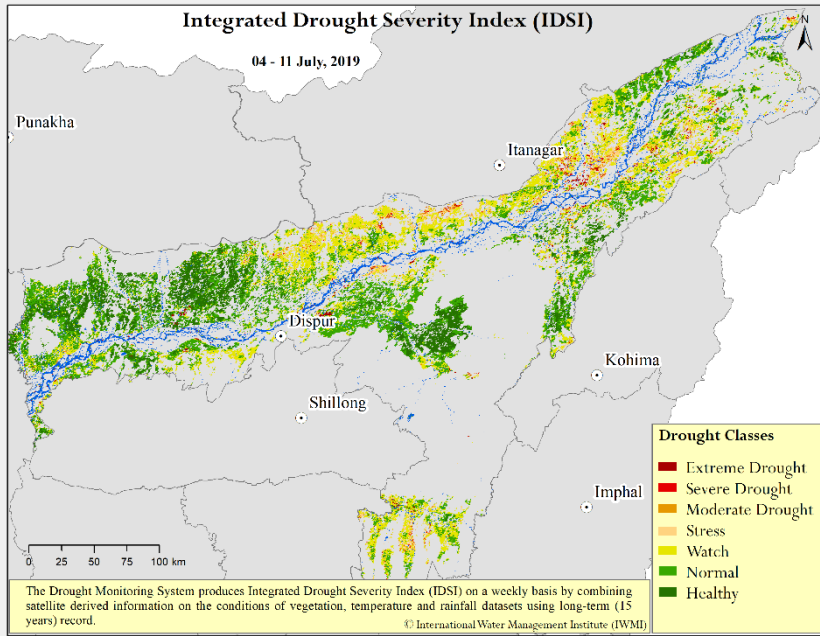 Integrated Drought Severity Index (IDSI)
04 - 11 July, 2019
N
Punakha
Itanagar
Dispur
Kohima
Shillong
Imphal
Drought Classes
Extreme Drought
Severe Drought
Moderate Drought
Stress
Watch
Normal
Healthy
0 25 50 75 100 km
The Drought Monitoring System produces Integrated Drought Severity Index (IDSI) on a weekly basis by combining
satellite derived information on the conditions of vegetation, temperature and rainfall datasets using long-term (15
years) record.
© International Water Management Institute (IWMI)